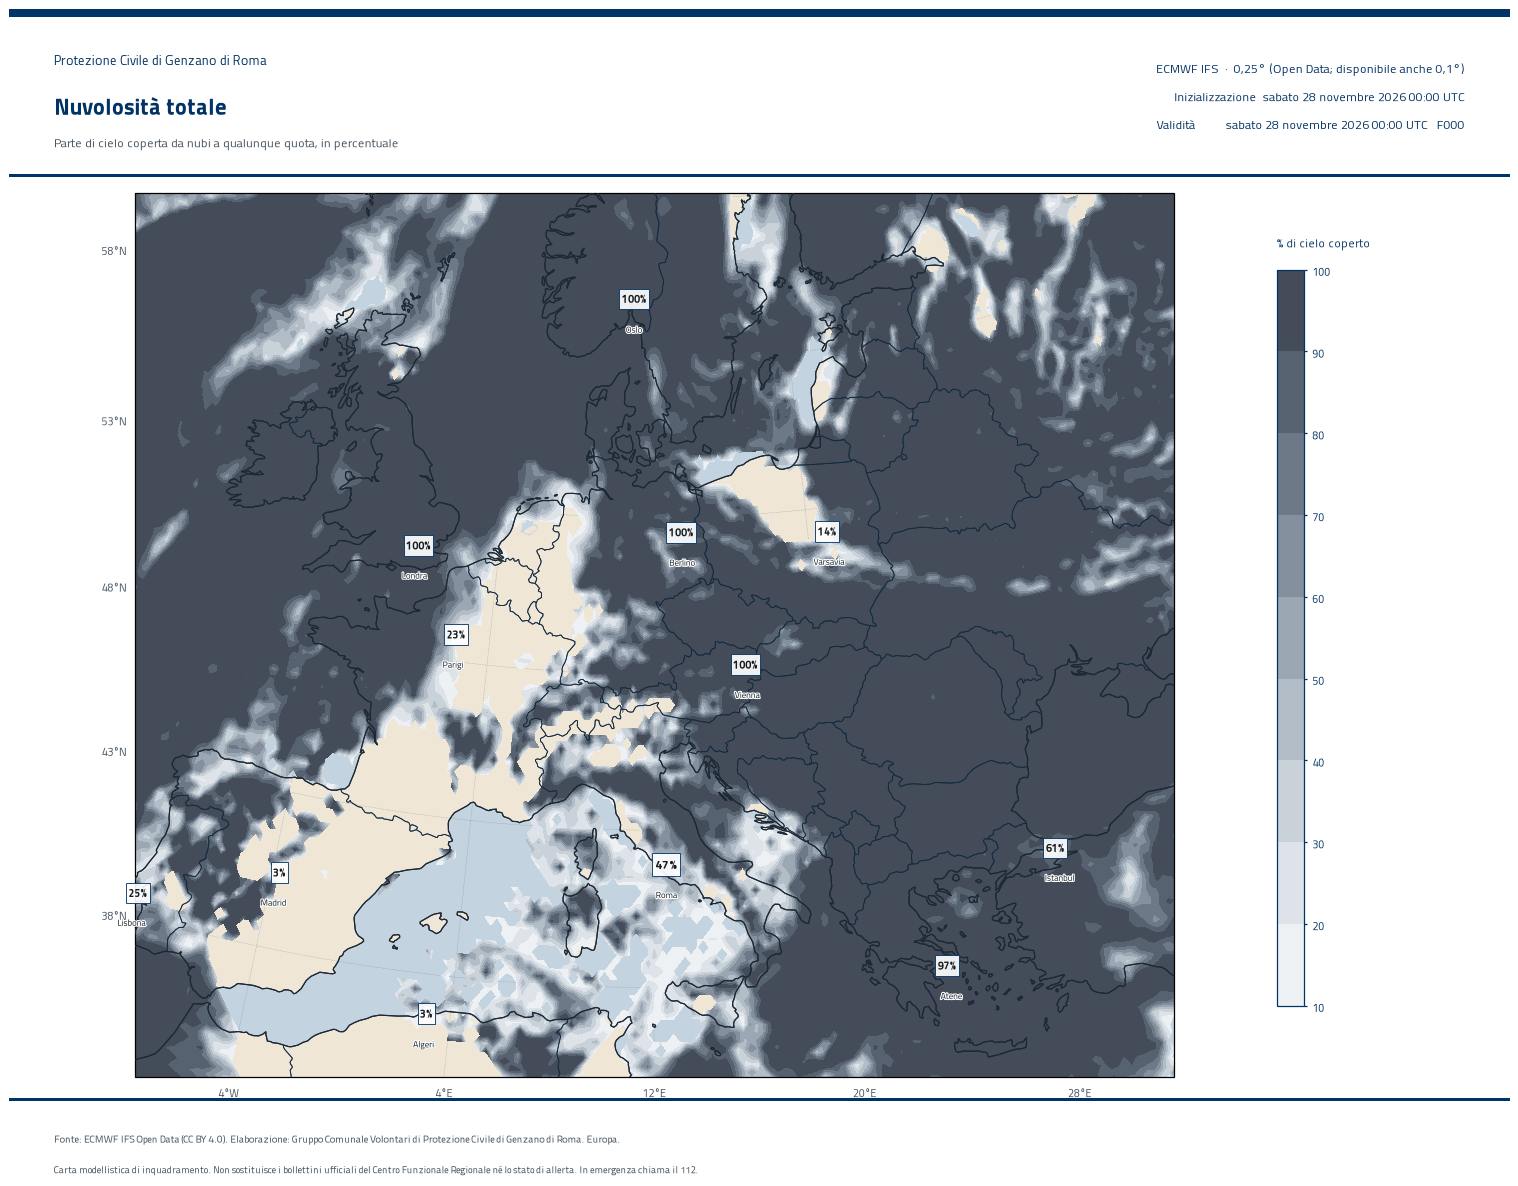 Protezione Civile di Genzano di Roma
Nuvolosità totale
Parte di cielo coperta da nubi a qualunque quota, in percentuale
ECMWF IFS · 0,25° (Open Data; disponibile anche 0,1°)
Inizializzazione sabato 28 novembre 2026 00:00 UTC
Validità sabato 28 novembre 2026 00:00 UTC F000
% di cielo coperto
100
90
80
70
60
50
40
30
20
10
58°N
53°N
48°N
43°N
38°N
100%
Oslo
100%
Londra
100%
Berlino
14%
Varsavia
23%
Parigi
100%
Vienna
61%
Istanbul
47%
Roma
3%
Madrid
25%
Lisbona
97%
Atene
3%
Algeri
4°W
4°E
12°E
20°E
28°E
Fonte: ECMWF IFS Open Data (CC BY 4.0). Elaborazione: Gruppo Comunale Volontari di Protezione Civile di Genzano di Roma. Europa.
Carta modellistica di inquadramento. Non sostituisce i bollettini ufficiali del Centro Funzionale Regionale né lo stato di allerta. In emergenza chiama il 112.